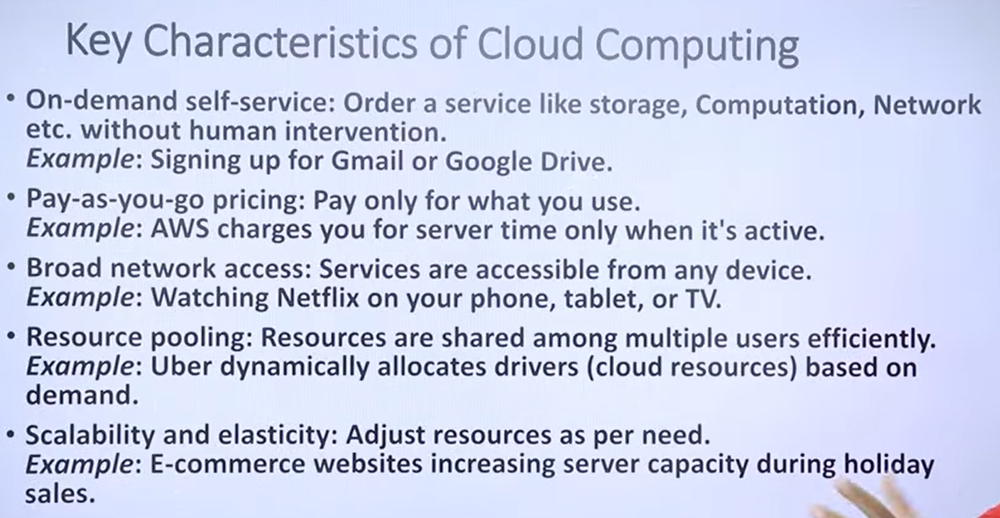 Key Characteristics of Cloud Computing
• On-demand self-service: Order a service like storage, Computation, Network
etc. without human intervention.
Example: Signing up for Gmail or Google Drive.
• Pay-as-you-go pricing: Pay only for what you use.
Example: AWS charges you for server time only when it's active.
• Broad network access: Services are accessible from any device.
Example: Watching Netflix on your phone, tablet, or TV.
• Resource pooling: Resources are shared among multiple users efficiently.
Example: Uber dynamically allocates drivers (cloud resources) based on
demand.
• Scalability and elasticity: Adjust resources as per need.
Example: E-commerce websites increasing server capacity during holiday
sales.